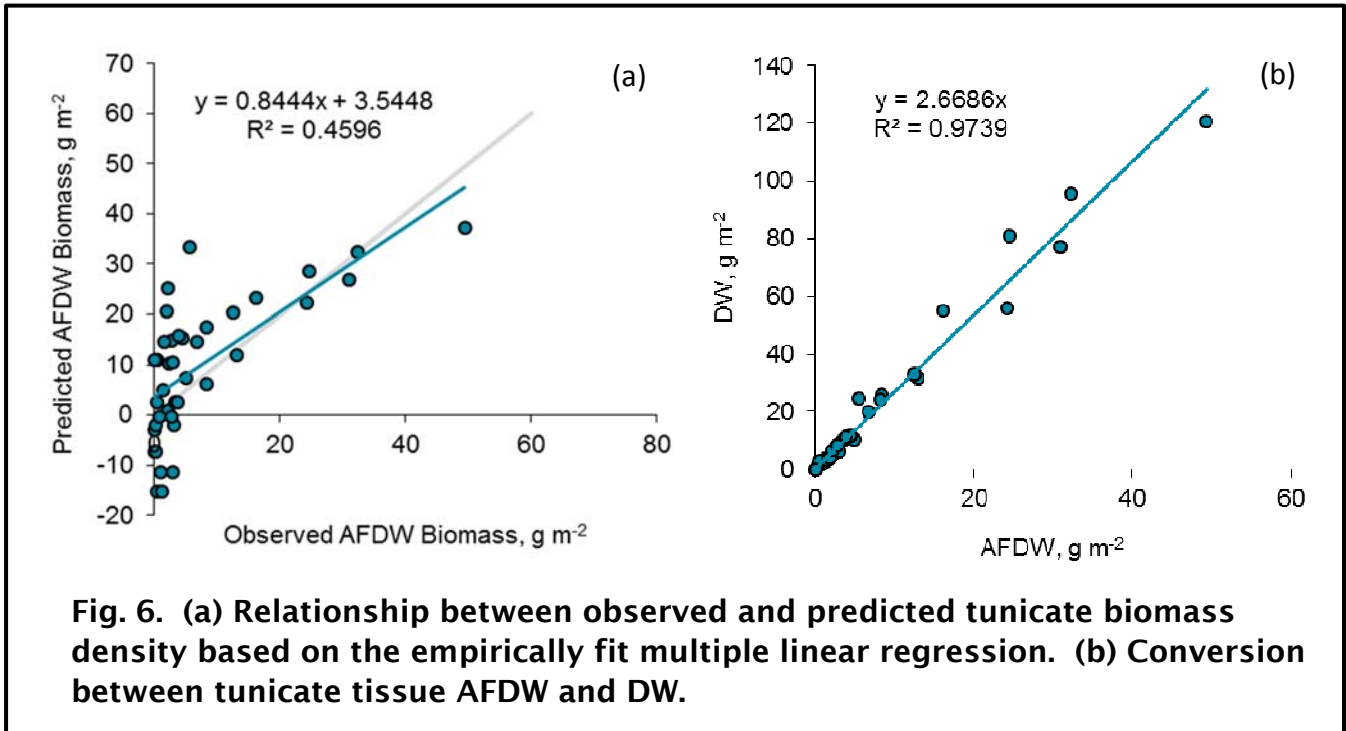 70
60
50
40
30
20
10
0
-10
-20
20
40
60
80
Predicted AFDW Biomass, g m⁻²
Observed AFDW Biomass, g m⁻²
y = 0.8444x + 3.5448
R² = 0.4596
(a)
140
120
100
80
60
40
20
0
0
20
40
60
DW, g m⁻²
AFDW, g m⁻²
y = 2.6686x
R² = 0.9739
(b)
Fig. 6. (a) Relationship between observed and predicted tunicate biomass
density based on the empirically fit multiple linear regression. (b) Conversion
between tunicate tissue AFDW and DW.